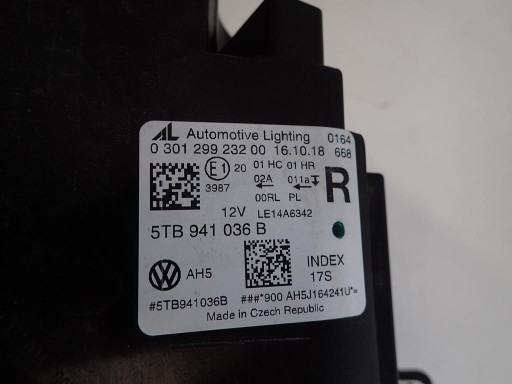 AL Automotive Lighting 0164
0 301 299 232 00 16.10.18 668
E1 20 01 HC 01 HR
02A 011a
3987
00RL PL
R
12V LE14A6342
5TB 941 036 B
VW AH5 INDEX
17S
#5TB941036B ###*900 AH5J164241U*=
Made in Czech Republic